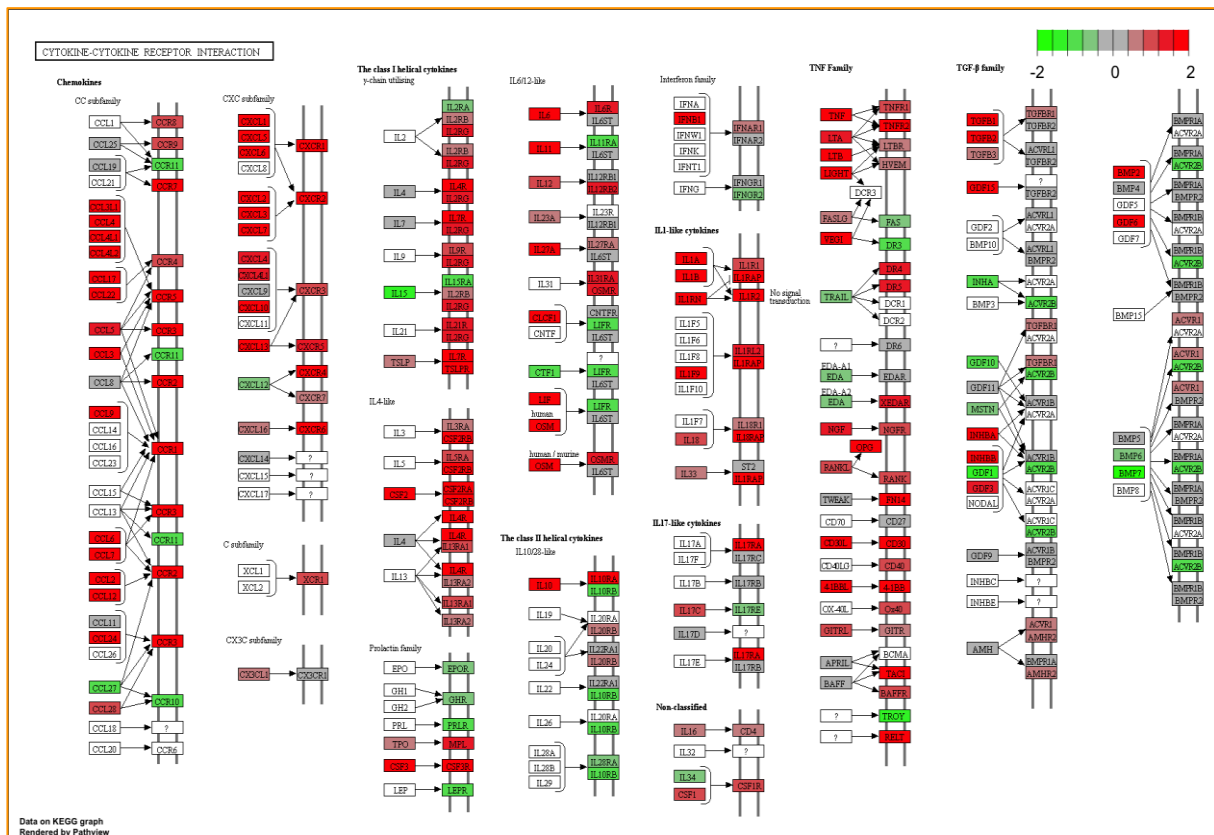 CYTOKINE-CYTOKINE RECEPTOR INTERACTION
-2 0 2
Chemokines
CC subfamily
CCL1
CCR8
CCL25
CCR9
CCL19
CCR11
CCL21
CCR7
CCL3L1
CCL4
CCL4L1
CCR4
CCR5
CCL5
CCR3
CCL3
CCR11
CCL8
CCR2
CCL9
CCL14
CCL16
CCR1
CCL23
CCL15
CCL13
CCR3
CCL6
CCR11
CCL7
CCL2
CCR2
CCL12
CCL11
CCL24
CCR3
CCL26
CCL27
CCR10
CCL28
CCL18
?
CCL20
CCR6
CXC subfamily
CXCL1
CXCL5
CXCR1
CXCL6
CXCL8
CXCL2
CXCL3
CXCR2
CXCL7
CXCL4
CXCL4L1
CXCL9
CXCR3
CXCL10
CXCL11
CXCL13
CXCR5
CXCR4
CXCL12
CXCR7
CXCL16
CXCR6
CXCL14
?
CXCL15
?
CXCL17
?
C subfamily
XCL1
XCR1
XCL2
CX3C subfamily
CX3CL1
CX3CR1
The class I helical cytokines
γ-chain utilising
IL2RA
IL2RB
IL2
IL2RG
IL2RB
IL2RG
IL4
IL4R
IL2RG
IL7
IL7R
IL2RG
IL9
IL9R
IL2RG
IL15RA
IL15
IL2RB
IL2RG
IL21
IL21R
IL2RG
TSLP
IL7R
TSLPR
IL4-like
IL3
IL3RA
CSF2RB
IL5
IL5RA
CSF2RB
CSF2
CSF2RA
CSF2RB
IL4R
IL4
IL4R
IL13RA1
IL13
IL4R
IL13RA2
IL13RA1
IL13RA2
Prolactin family
EPO
EPOR
GH1
GHR
GH2
PRL
PRLR
TPO
MPL
CSF3
CSF3R
LEP
LEPR
IL6/12-like
IL6
IL6R
IL6ST
IL11
IL11RA
IL6ST
IL12
IL12RB1
IL12RB2
IL23A
IL23R
IL12RB1
IL27A
IL27RA
IL6ST
IL31
IL31RA
OSMR
CLCF1
CNTF
CNTFR
LIFR
IL6ST
?
CTF1
LIFR
IL6ST
LIF
human
OSM
LIFR
IL6ST
human / murine
OSM
OSMR
IL6ST
The class II helical cytokines
IL10/28-like
IL10
IL10RA
IL10RB
IL19
IL20RA
IL20RB
IL20
IL24
IL22RA1
IL20RB
IL22
IL22RA1
IL10RB
IL26
IL20RA
IL10RB
IL28A
IL28B
IL29
IL28RA
IL10RB
Interferon family
IFNA
IFNB1
IFNW1
IFNK
IFNT1
IFNAR1
IFNAR2
IFNG
IFNGR1
IFNGR2
IL1-like cytokines
IL1A
IL1B
IL1RN
IL1R1
IL1RAP
IL1R2
No signal
transduction
IL1F5
IL1F6
IL1F8
IL1F9
IL1F10
IL1RL2
IL1RAP
IL1F7
IL18
IL18R1
IL18RAP
IL33
ST2
IL1RAP
IL17-like cytokines
IL17A
IL17F
IL17RA
IL17RC
IL17B
IL17RB
IL17C
IL17RE
IL17D
?
IL17E
IL17RA
IL17RB
Non-classified
IL16
CD4
IL32
?
IL34
CSF1
CSF1R
TNF Family
TNF
TNFR1
LTA
TNFR2
LTB
LTBR
LIGHT
HVEM
DCR3
FASLG
FAS
VEGI
DR3
TRAIL
DR4
DR5
DCR1
DCR2
?
DR6
EDA-A1
EDA
EDAR
EDA-A2
EDA
XEDAR
NGF
NGFR
OPG
RANKL
RANK
TWEAK
FN14
CD70
CD27
CD30L
CD30
CD40LG
CD40
4-1BBL
4-1BB
OX-40L
Ox40
GITRL
GITR
APRIL
BCMA
TACI
BAFF
BAFFR
?
TROY
?
RELT
TGF-β family
TGFB1
TGFB2
TGFB3
TGFBR1
TGFBR2
ACVRL1
TGFBR2
GDF15
?
TGFBR2
GDF2
BMP10
ACVRL1
BMPR2
INHA
BMP3
ACVR2A
ACVR2B
TGFBR1
ACVR2A
GDF10
TGFBR1
ACVR2B
GDF11
MSTN
ACVR1B
ACVR2A
INHBA
INHBB
ACVR1B
ACVR2B
GDF1
GDF3
NODAL
ACVR1C
ACVR2A
ACVR1C
ACVR2B
GDF9
ACVR1B
BMPR2
INHBC
?
INHBE
?
AMH
ACVR1
AMHR2
BMPR1A
AMHR2
BMP2
BMP4
GDF5
GDF6
GDF7
BMPR1A
ACVR2A
BMPR1A
ACVR2B
BMPR1A
BMPR2
BMPR1B
ACVR2A
BMPR1B
ACVR2B
BMPR1B
BMPR2
BMP15
ACVR1
ACVR2A
ACVR1
ACVR2B
ACVR1
BMPR2
BMP5
BMP6
BMP7
BMP8
BMPR1A
ACVR2A
BMPR1A
ACVR2B
BMPR1A
BMPR2
BMPR1B
ACVR2A
BMPR1B
ACVR2B
BMPR1B
BMPR2
Data on KEGG graph
Rendered by Pathview